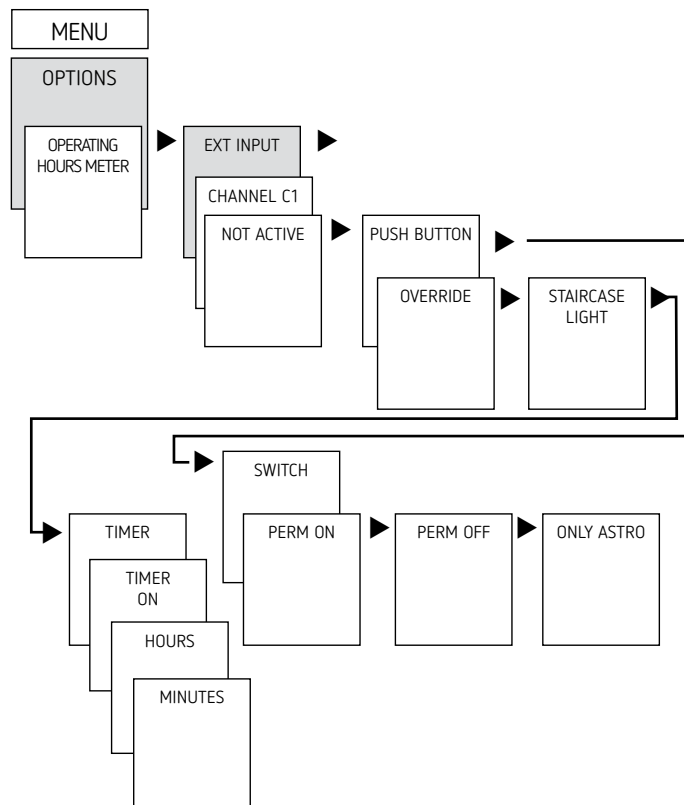 MENU
OPTIONS
OPERATING
HOURS METER
EXT INPUT
CHANNEL C1
NOT ACTIVE
PUSH BUTTON
OVERRIDE
STAIRCASE
LIGHT
SWITCH
PERM ON
PERM OFF
ONLY ASTRO
TIMER
TIMER
ON
HOURS
MINUTES